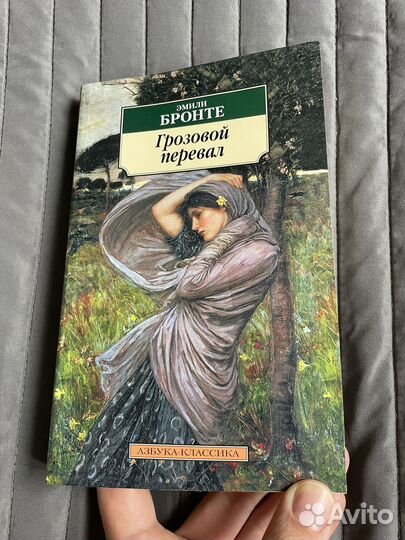 ЭМИЛИ
БРОНТЕ
Грозовой
перевал
АЗБУКА-КЛАССИКА
Avito